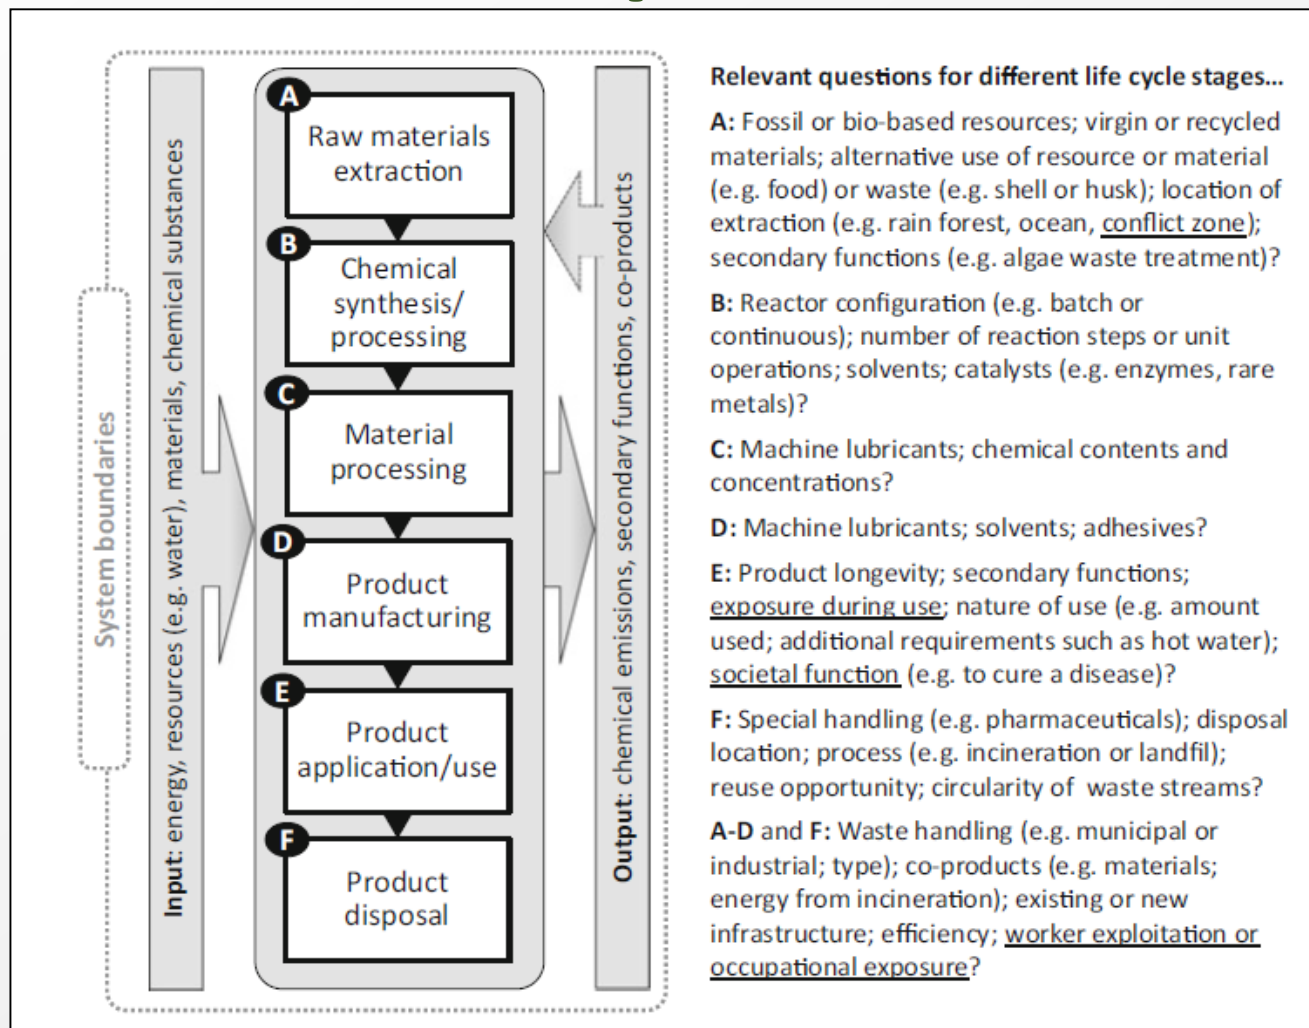 System boundaries
Input: energy, resources (e.g. water), materials, chemical substances
A
Raw materials
extraction
B
Chemical
synthesis/
processing
C
Material
processing
D
Product
manufacturing
E
Product
application/use
F
Product
disposal
Output: chemical emissions, secondary functions, co-products
Relevant questions for different life cycle stages...
A: Fossil or bio-based resources; virgin or recycled
materials; alternative use of resource or material
(e.g. food) or waste (e.g. shell or husk); location of
extraction (e.g. rain forest, ocean, conflict zone);
secondary functions (e.g. algae waste treatment)?
B: Reactor configuration (e.g. batch or
continuous); number of reaction steps or unit
operations; solvents; catalysts (e.g. enzymes, rare
metals)?
C: Machine lubricants; chemical contents and
concentrations?
D: Machine lubricants; solvents; adhesives?
E: Product longevity; secondary functions;
exposure during use; nature of use (e.g. amount
used; additional requirements such as hot water);
societal function (e.g. to cure a disease)?
F: Special handling (e.g. pharmaceuticals); disposal
location; process (e.g. incineration or landfil);
reuse opportunity; circularity of waste streams?
A-D and F: Waste handling (e.g. municipal or
industrial; type); co-products (e.g. materials;
energy from incineration); existing or new
infrastructure; efficiency; worker exploitation or
occupational exposure?